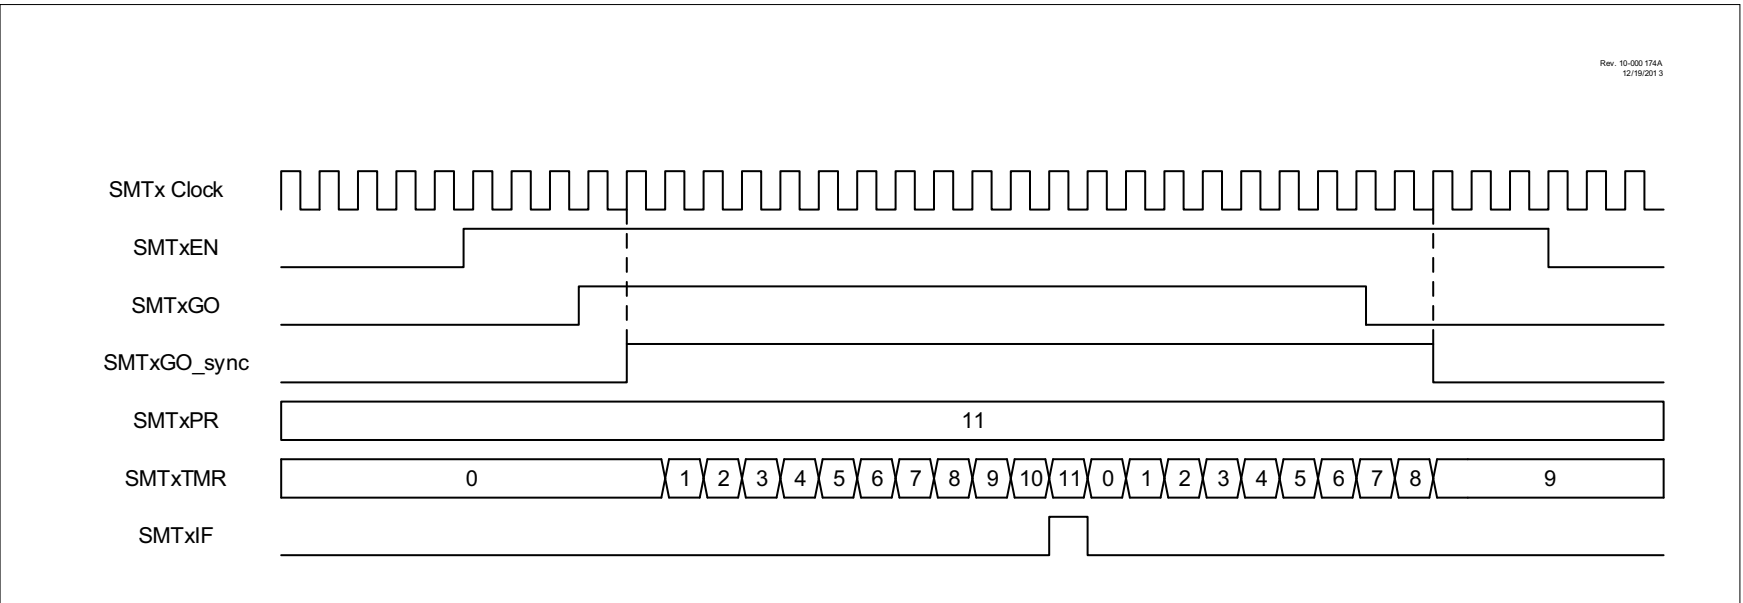 Rev. 10-000 174A
12/19/201 3
SMTx Clock
SMTxEN
SMTxGO
SMTxGO_sync
SMTxPR
11
SMTxTMR
0 1 2 3 4 5 6 7 8 9 10 11 0 1 2 3 4 5 6 7 8 9
SMTxIF